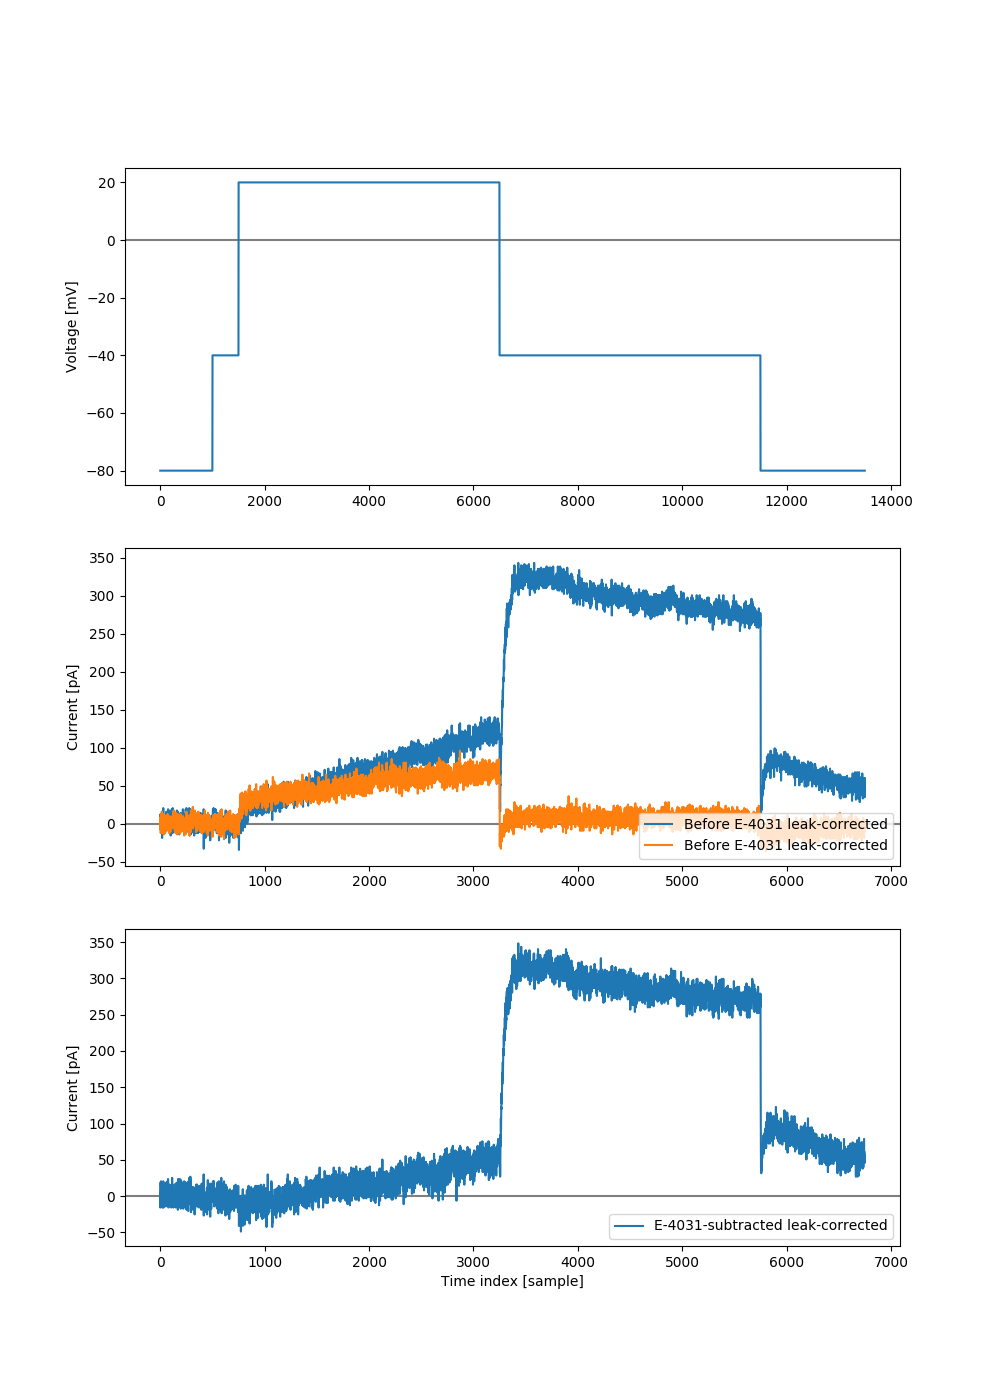 20
0
−20
−40
−60
−80
Voltage [mV]
0 2000 4000 6000 8000 10000 12000 14000
350
300
250
200
150
100
50
0
−50
Current [pA]
Before E-4031 leak-corrected
Before E-4031 leak-corrected
0 1000 2000 3000 4000 5000 6000 7000
350
300
250
200
150
100
50
0
−50
Current [pA]
E-4031-subtracted leak-corrected
0 1000 2000 3000 4000 5000 6000 7000
Time index [sample]